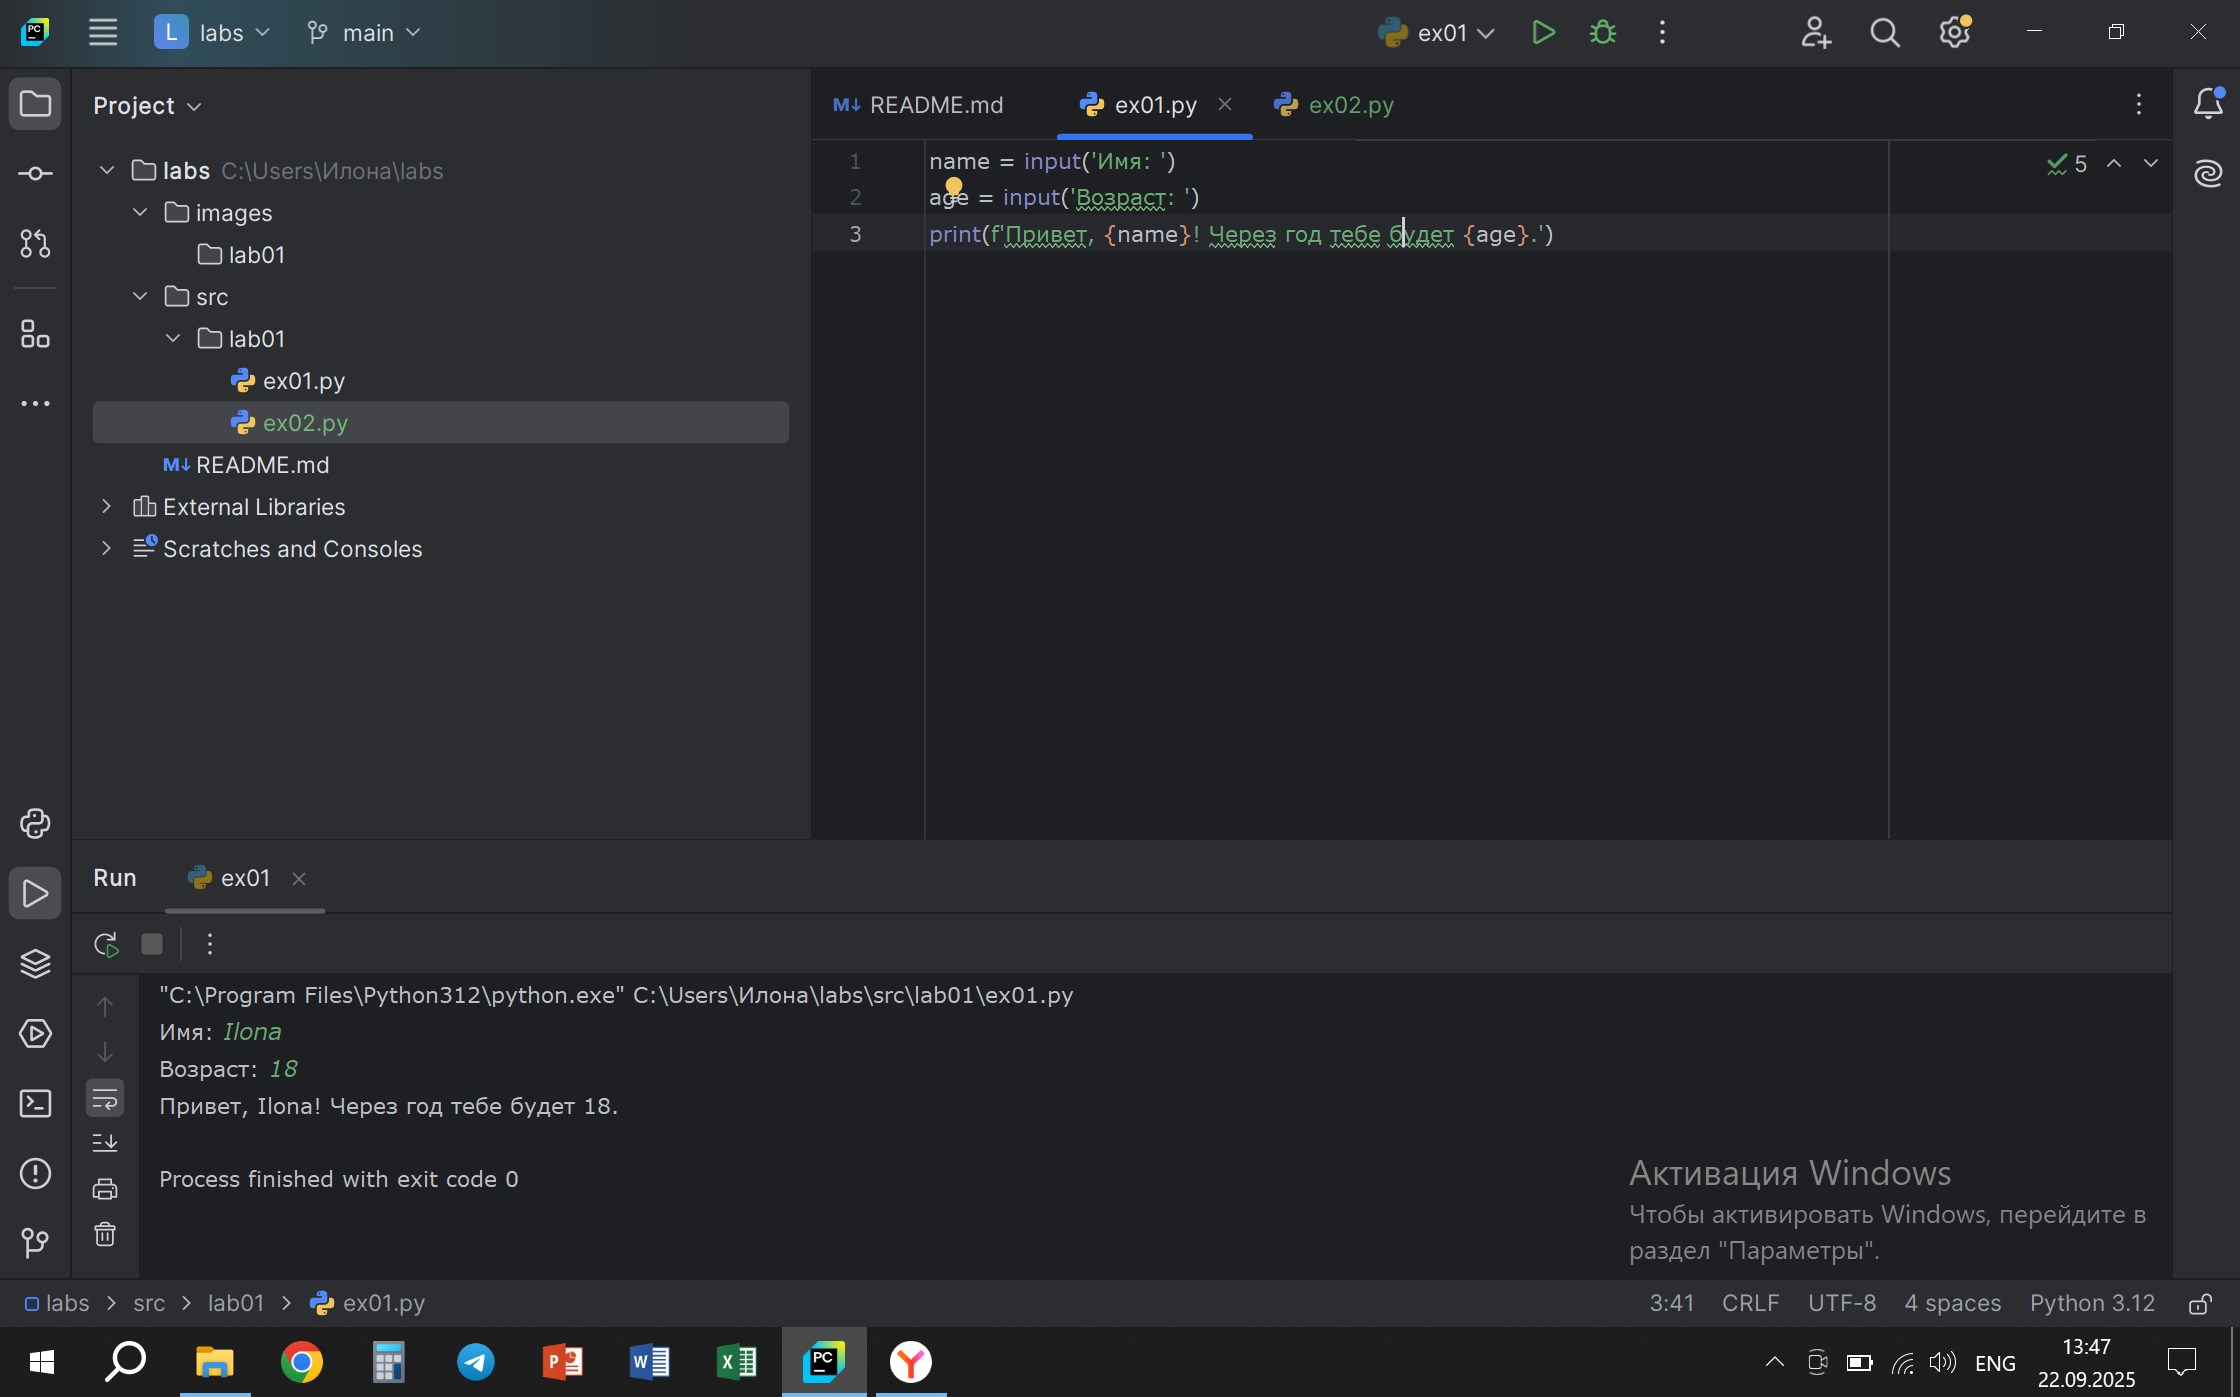 PC L labs main ex01
Project
labs C:\Users\Илона\labs
images
lab01
src
lab01
ex01.py
ex02.py
README.md
External Libraries
Scratches and Consoles
README.md ex01.py ex02.py
1 name = input('Имя: ')
2 age = input('Возраст: ')
3 print(f'Привет, {name}! Через год тебе будет {age}.')
5
Run ex01
"C:\Program Files\Python312\python.exe" C:\Users\Илона\labs\src\lab01\ex01.py
Имя: Ilona
Возраст: 18
Привет, Ilona! Через год тебе будет 18.
Process finished with exit code 0
Активация Windows
Чтобы активировать Windows, перейдите в
раздел "Параметры".
labs src lab01 ex01.py 3:41 CRLF UTF-8 4 spaces Python 3.12
ENG
13:47
22.09.2025